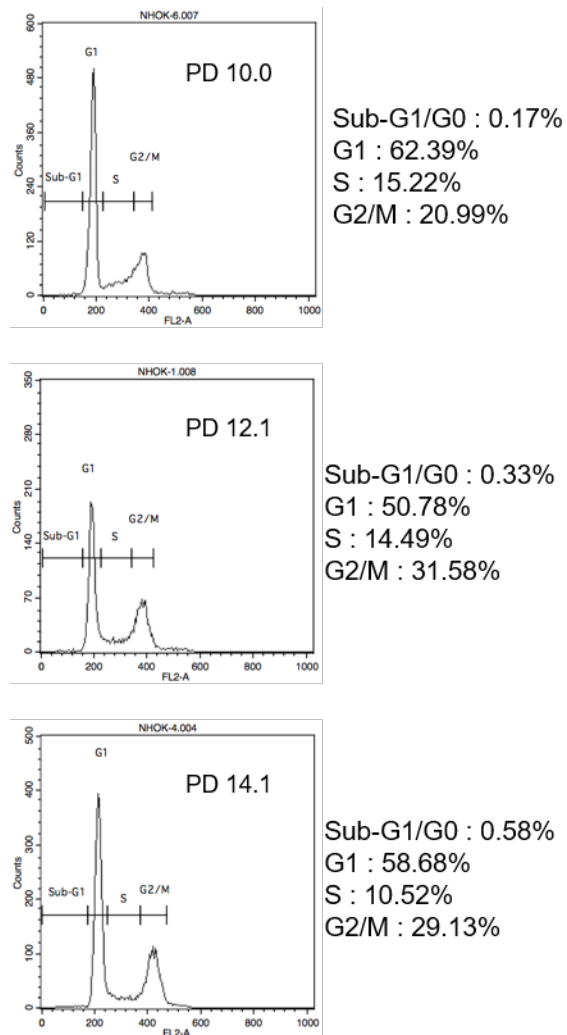 NHOK-6.007
600
480
360
240
120
0
Counts
G1
PD 10.0
G2/M
Sub-G1
S
0 200 400 600 800 1000
FL2-A
Sub-G1/G0 : 0.17%
G1 : 62.39%
S : 15.22%
G2/M : 20.99%
NHOK-1.008
350
280
210
140
70
0
Counts
PD 12.1
G1
G2/M
Sub-G1
S
0 200 400 600 800 1000
FL2-A
Sub-G1/G0 : 0.33%
G1 : 50.78%
S : 14.49%
G2/M : 31.58%
NHOK-4.004
500
400
300
200
100
0
Counts
G1
PD 14.1
Sub-G1
S
G2/M
0 200 400 600 800 1000
FL2-A
Sub-G1/G0 : 0.58%
G1 : 58.68%
S : 10.52%
G2/M : 29.13%